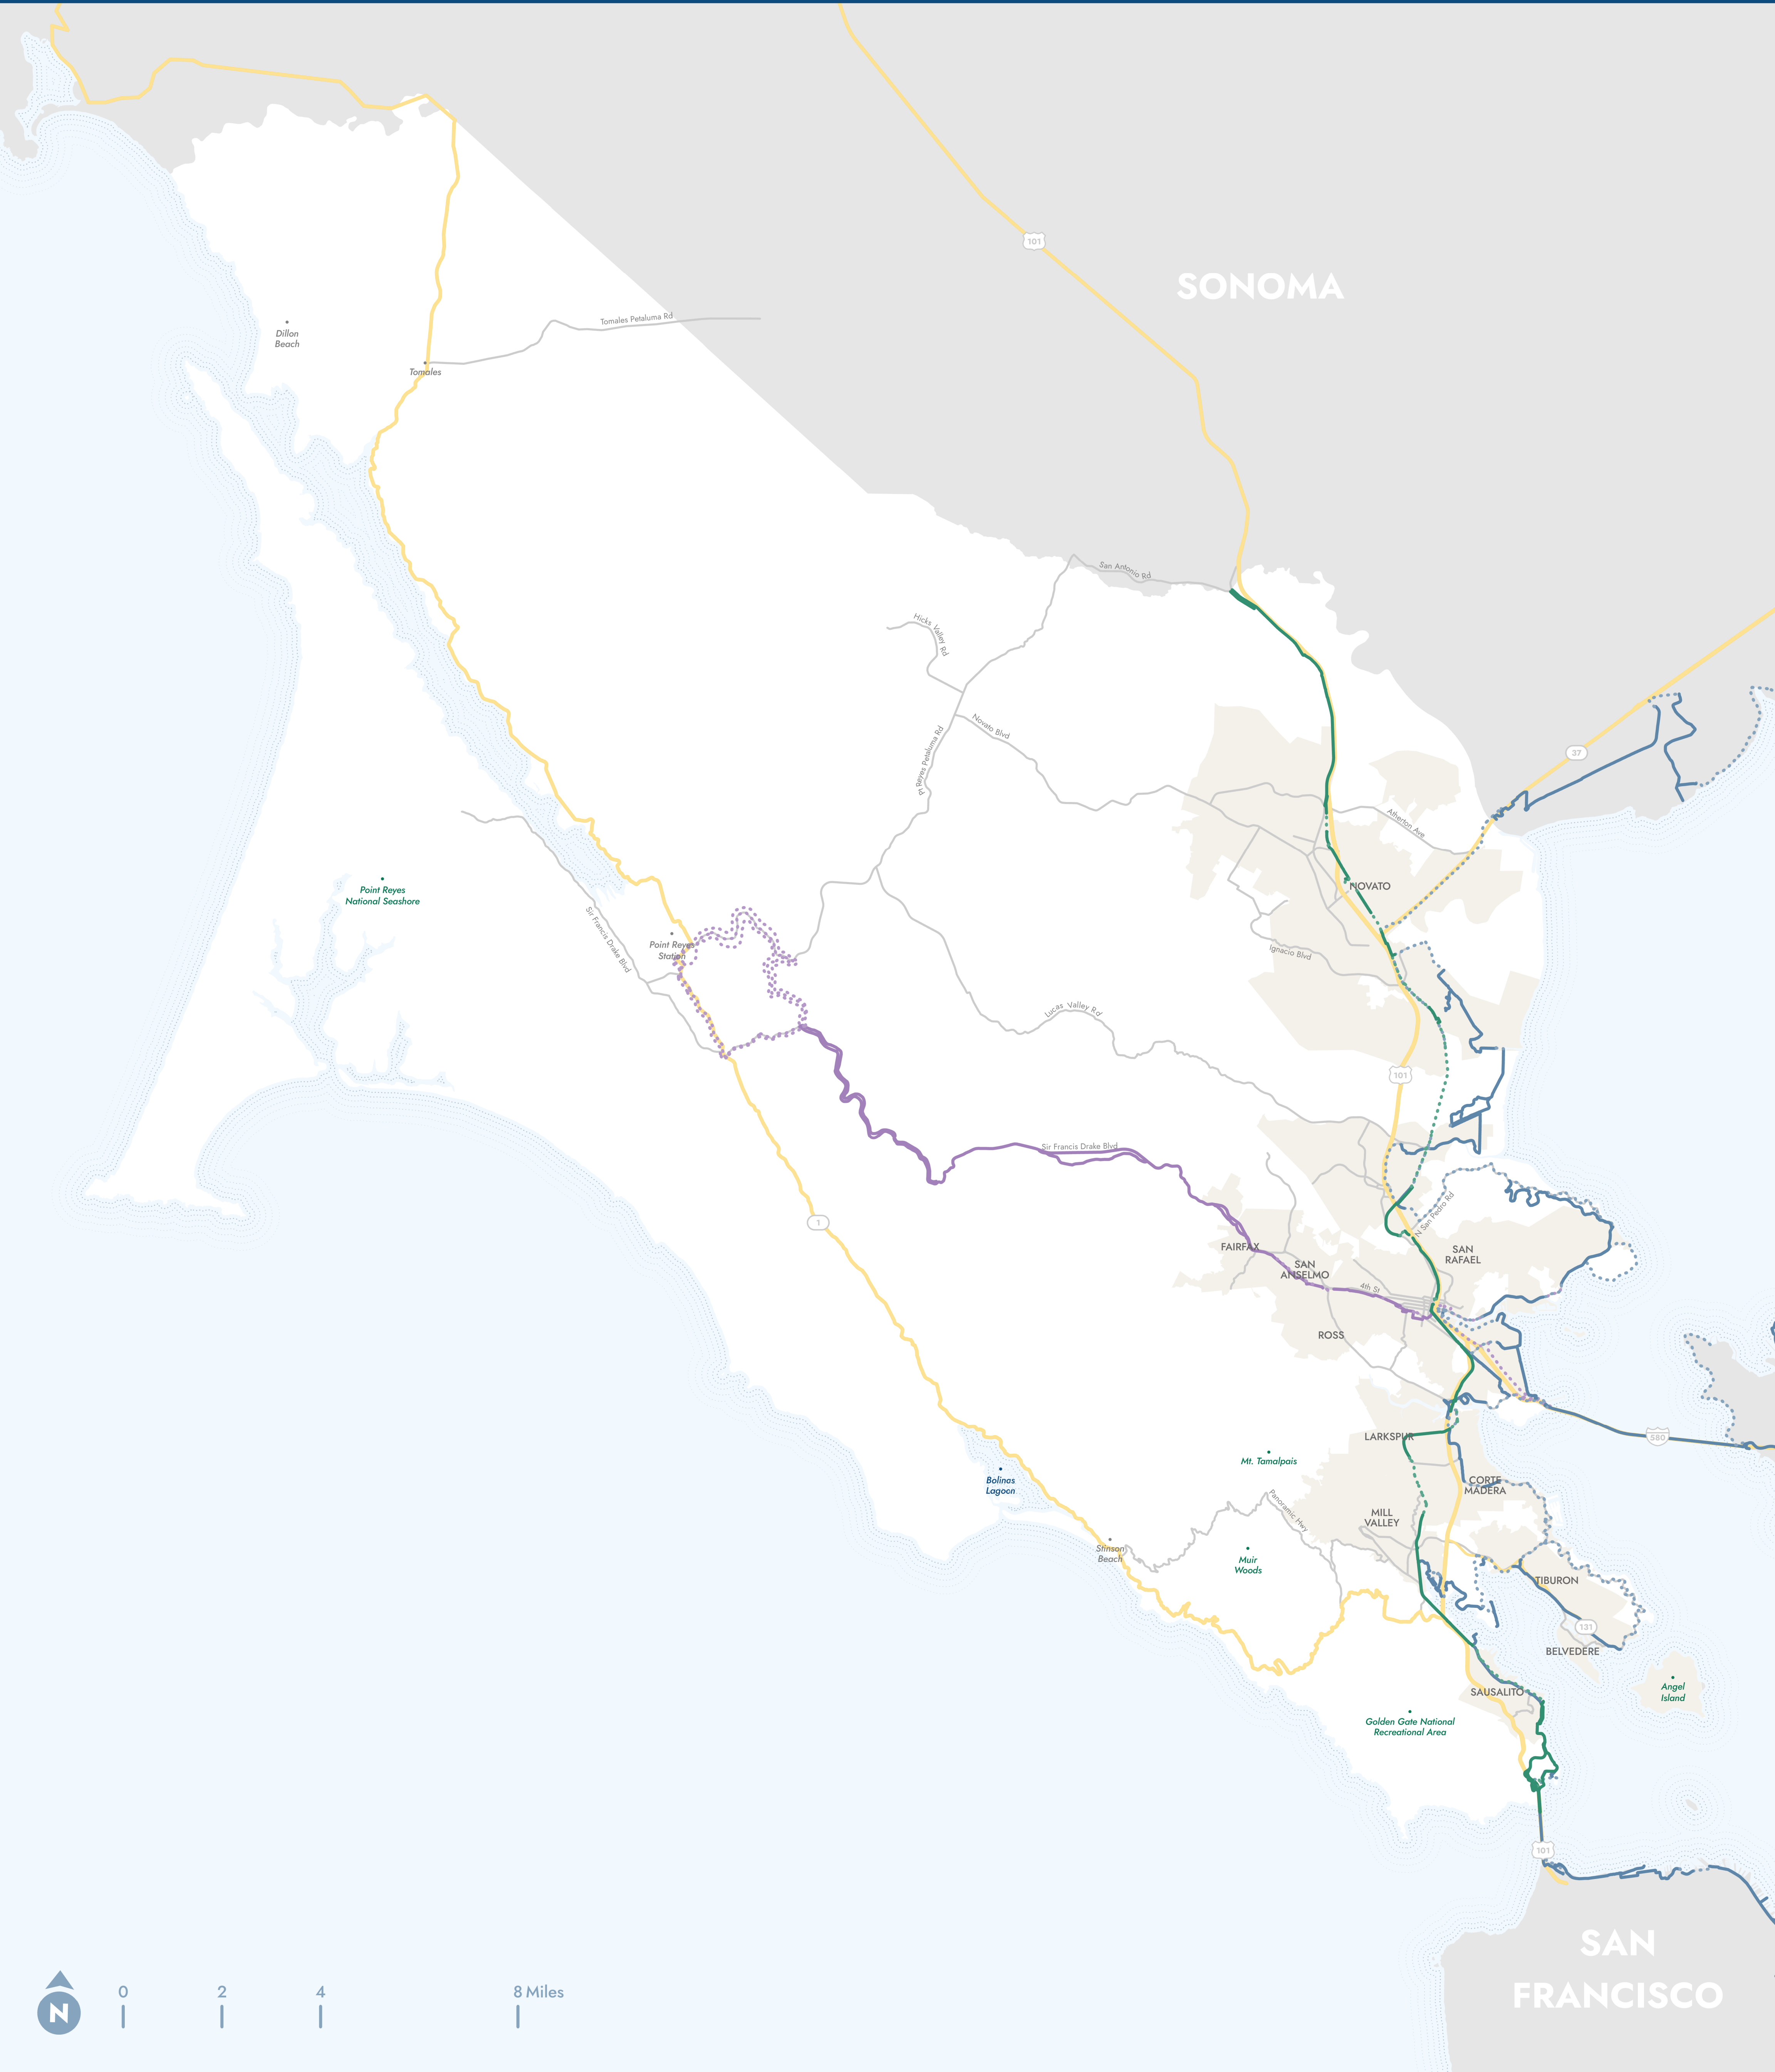 101
SONOMA
Tomales Petaluma Rd
Dillon
Beach
Tomales
San Antonio Rd
Hicks Valley Rd
Novato Blvd
Pt Reyes Petaluma Rd
37
Atherton Ave
NOVATO
Point Reyes
National Seashore
Sir Francis Drake Blvd
Point Reyes
Station
Ignacio Blvd
Lucas Valley Rd
101
Sir Francis Drake Blvd
N San Pedro Rd
1
FAIRFAX
SAN
RAFAEL
SAN
ANSELMO
4th St
ROSS
LARKSPUR
580
Mt. Tamalpais
Bolinas
Lagoon
CORTE
MADERA
Panoramic Hwy
MILL
VALLEY
Stinson
Beach
Muir
Woods
TIBURON
131
BELVEDERE
Angel
Island
SAUSALITO
Golden Gate National
Recreational Area
101
SAN
FRANCISCO
N
0 2 4 8 Miles